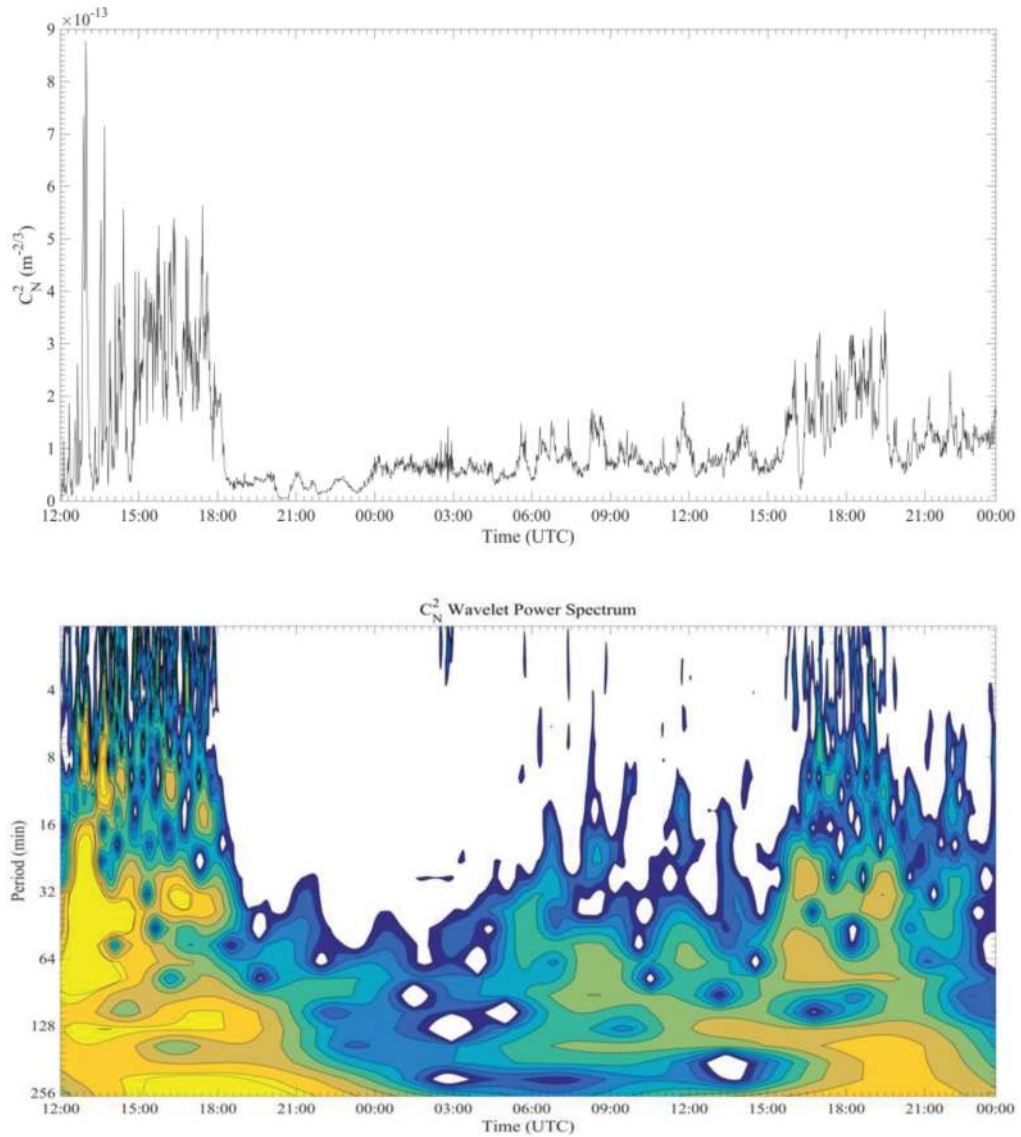 ×10⁻¹³
9
8
7
6
5
4
3
2
1
0
C_N^2 (m^-2/3)
12:00 15:00 18:00 21:00 00:00 03:00 06:00 09:00 12:00 15:00 18:00 21:00 00:00
Time (UTC)
C_N^2 Wavelet Power Spectrum
4
8
16
32
64
128
256
Period (min)
12:00 15:00 18:00 21:00 00:00 03:00 06:00 09:00 12:00 15:00 18:00 21:00 00:00
Time (UTC)